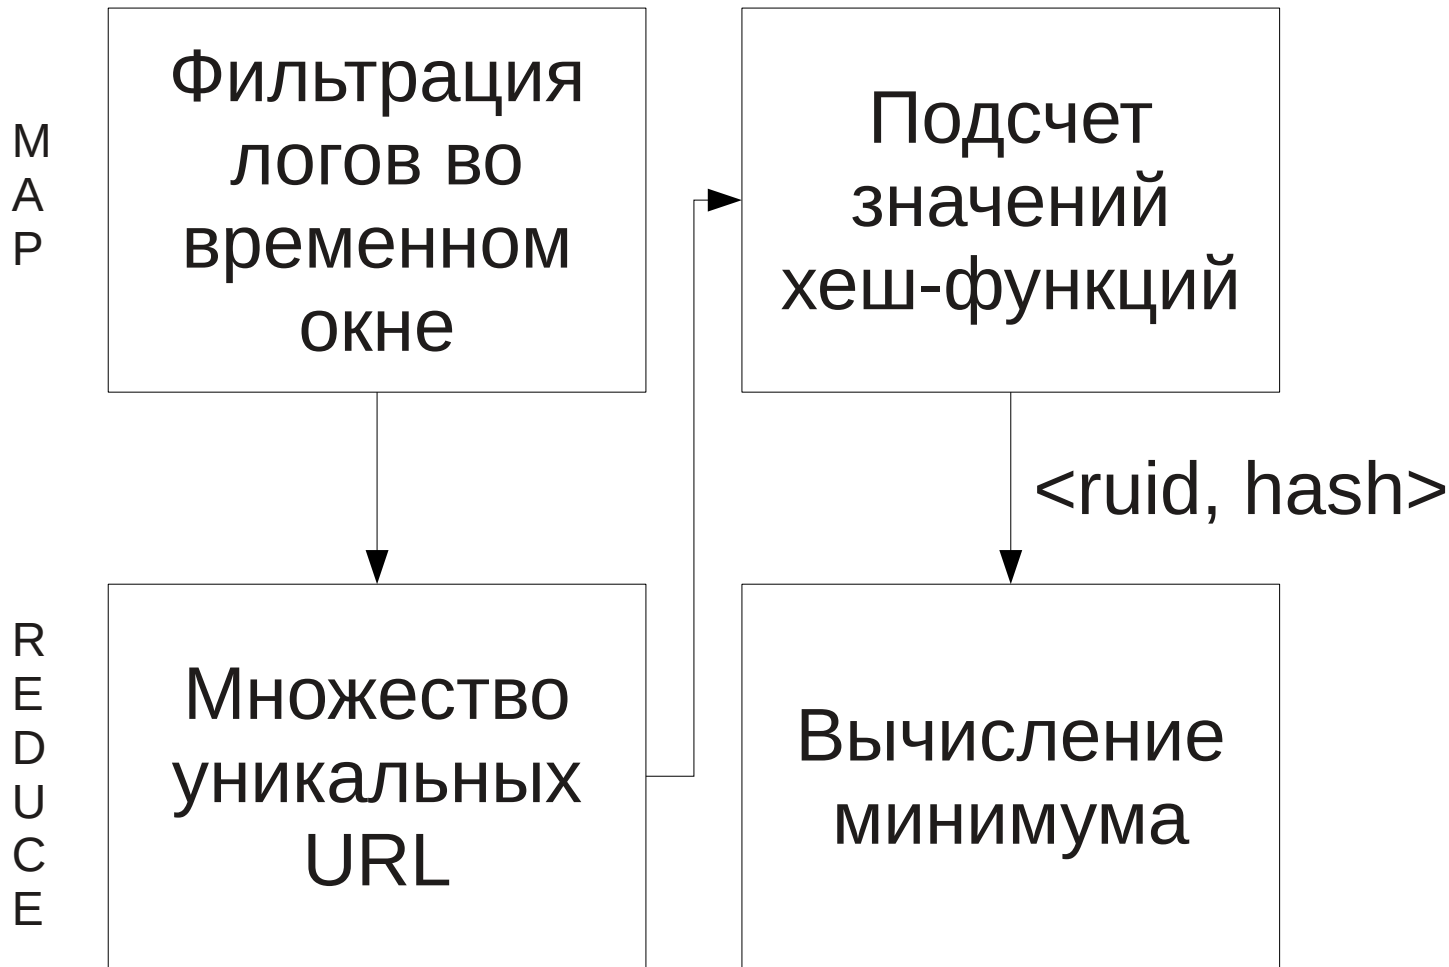 M
A
P
Фильтрация
логов во
временном
окне
Подсчет
значений
хеш-функций
<ruid, hash>
R
E
D
U
C
E
Множество
уникальных
URL
Вычисление
минимума